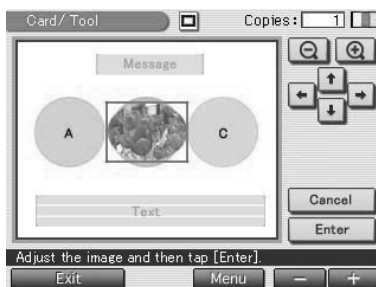 Card/ Tool Copies: 1
Message
A C
Text
Cancel
Enter
Adjust the image and then tap [Enter].
Exit Menu − +